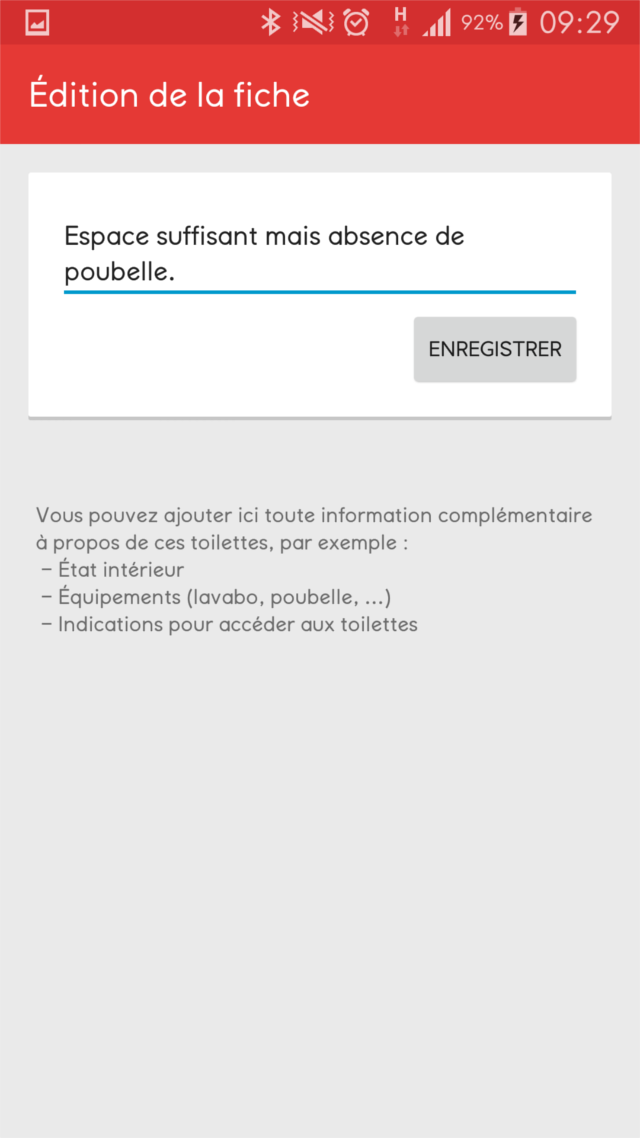 H
92%
09:29
Édition de la fiche
Espace suffisant mais absence de
poubelle.
ENREGISTRER
Vous pouvez ajouter ici toute information complémentaire
à propos de ces toilettes, par exemple :
– État intérieur
– Équipements (lavabo, poubelle, ...)
– Indications pour accéder aux toilettes